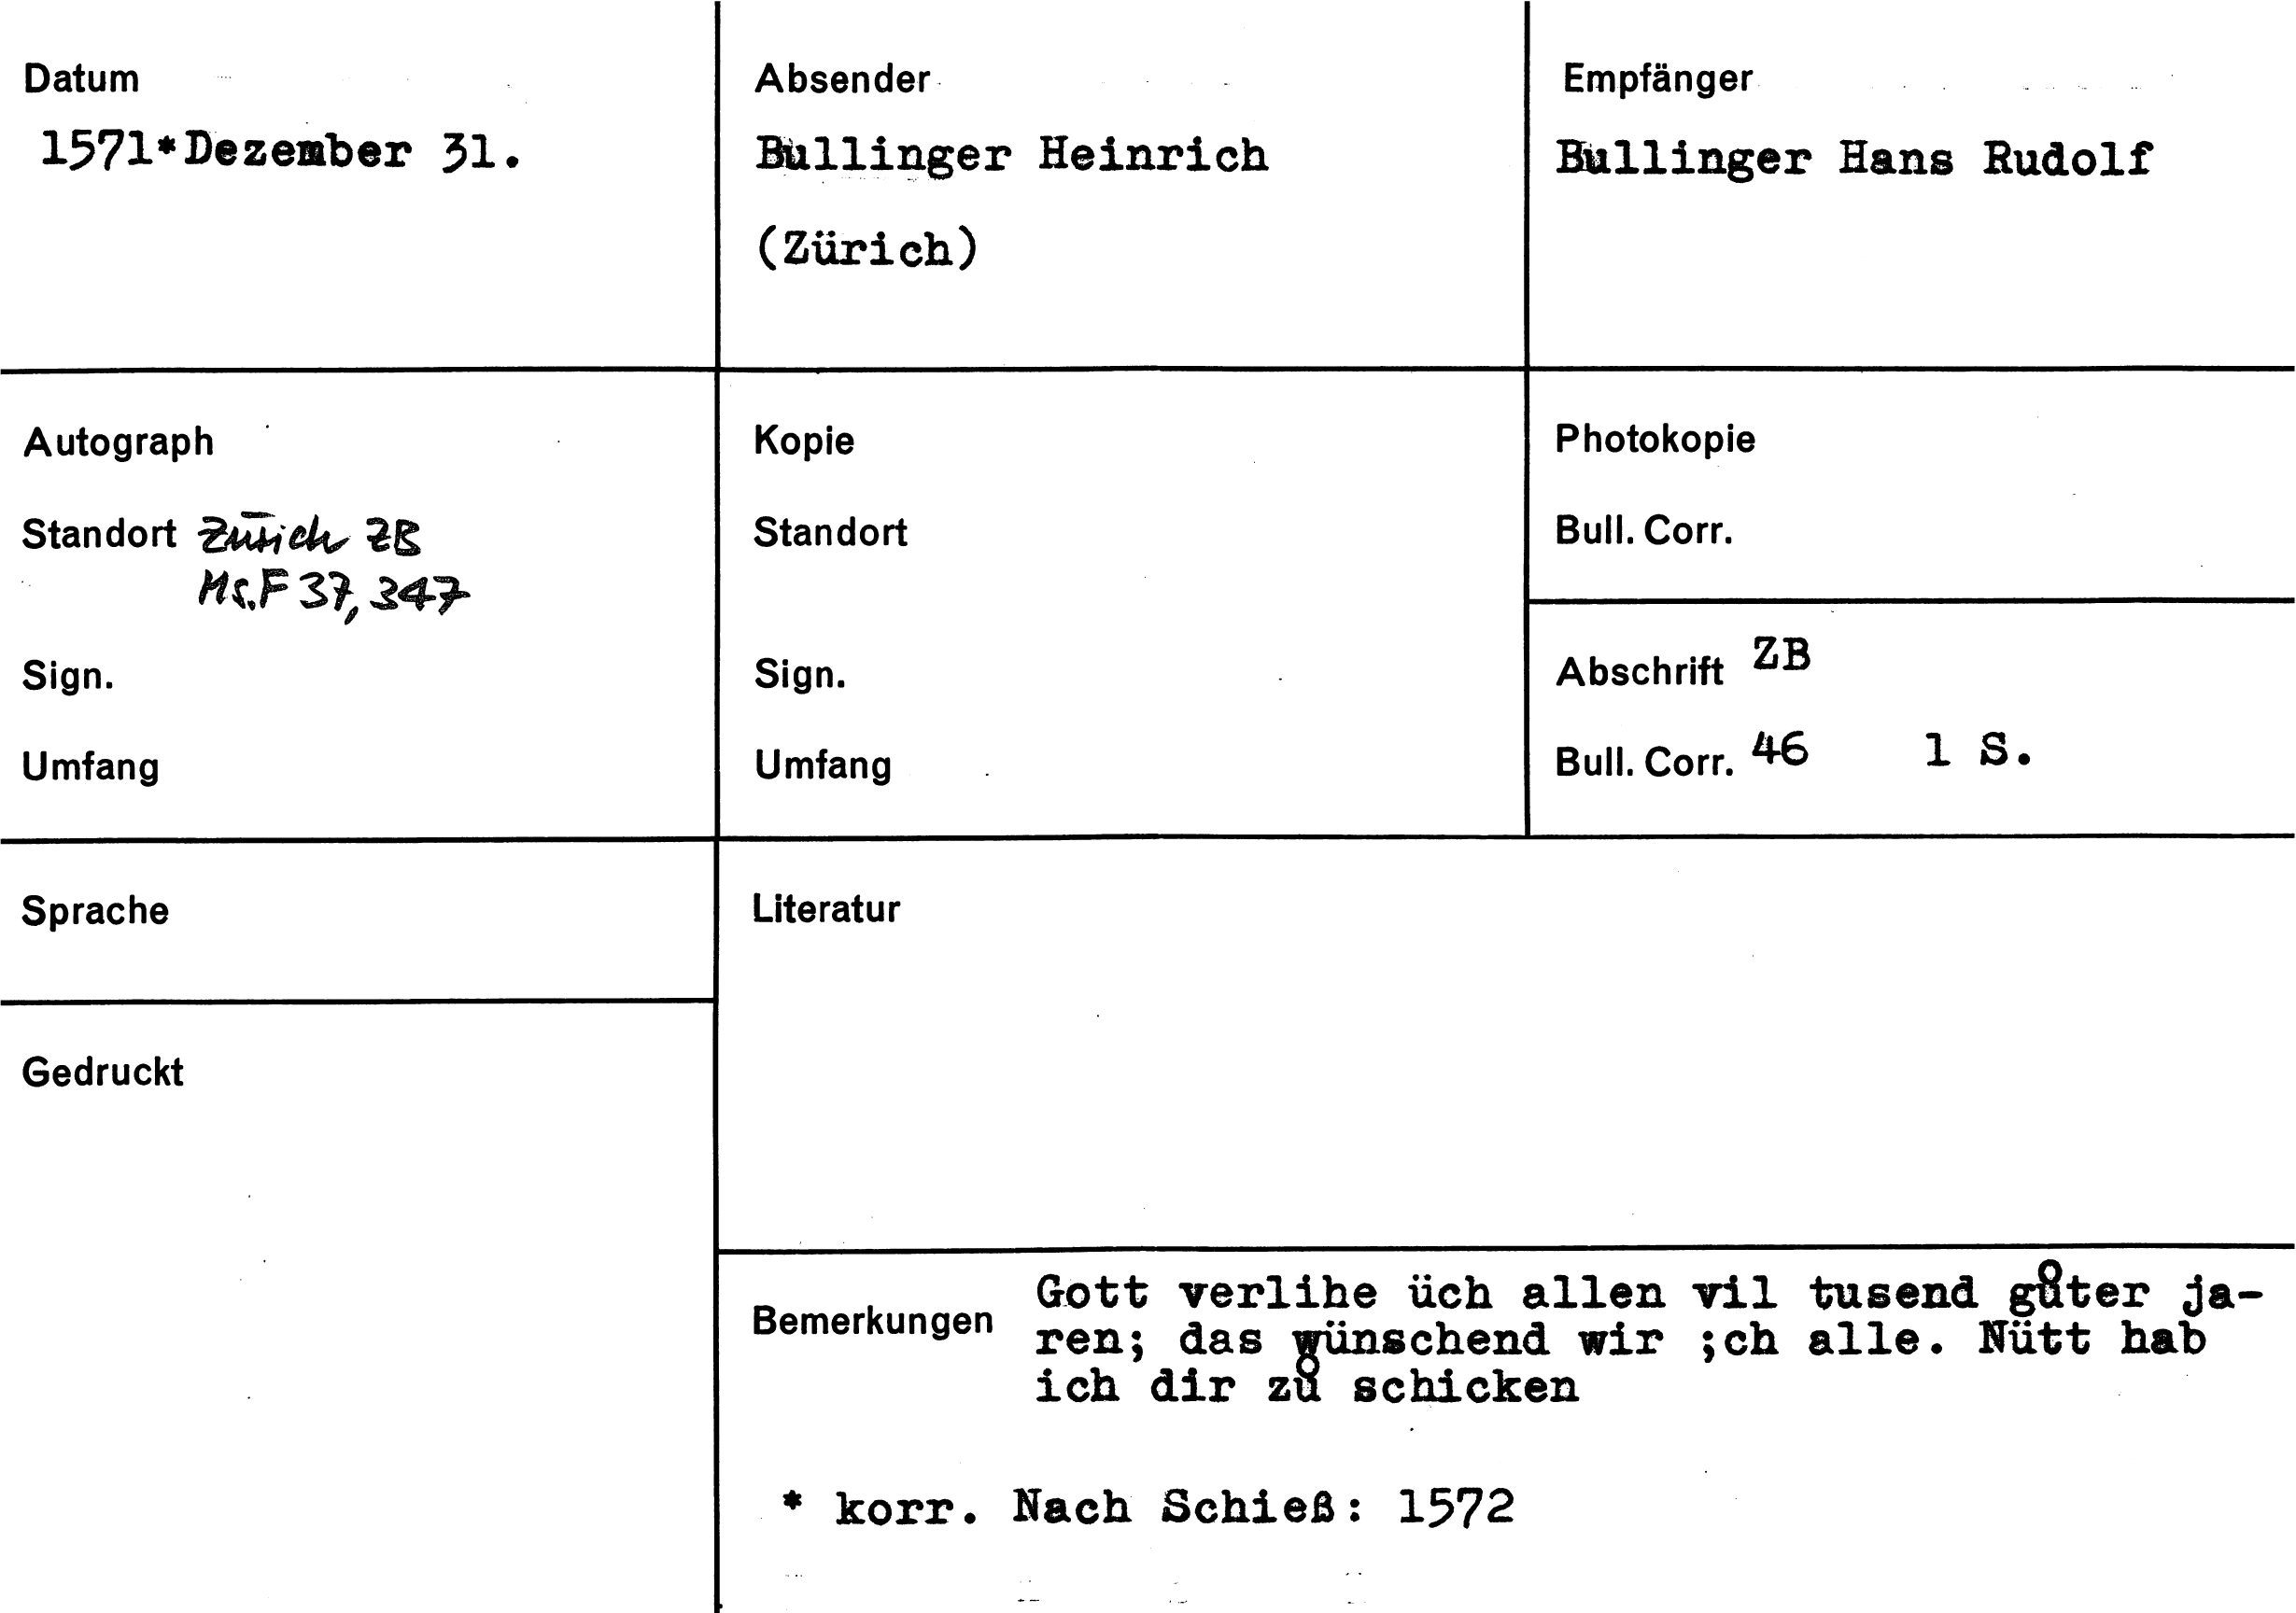 Datum
1571*Dezember 31.
Absender
Bullinger Heinrich
(Zürich)
Empfänger
Bullinger Hans Rudolf
Autograph
Standort Zürich ZB
Ms.F 37, 347
Sign.
Umfang
Kopie
Standort
Sign.
Umfang
Photokopie
Bull. Corr.
Abschrift ZB
Bull. Corr. 46 1 S.
Sprache
Gedruckt
Literatur
Bemerkungen Gott verlihe üch allen vil tusend gůter ja-
ren; das wünschend wir ;ch alle. Nütt hab
ich dir zů schicken
* korr. Nach Schieß: 1572